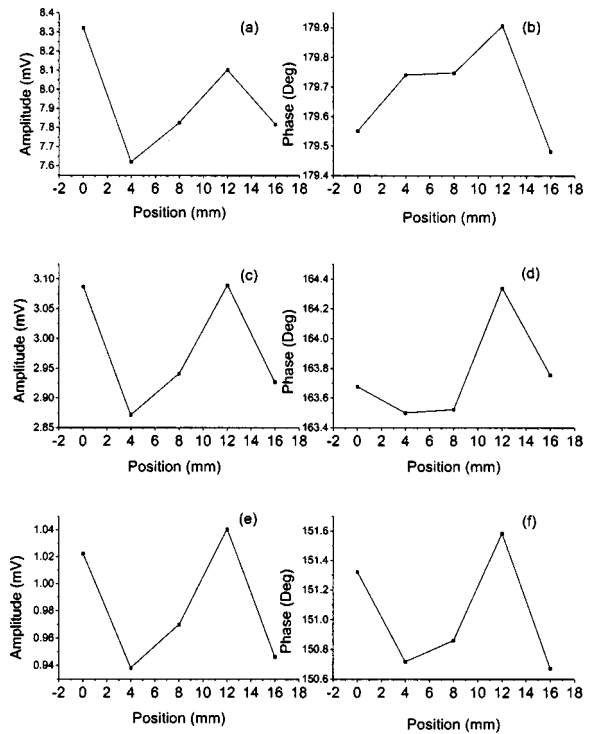 (a)
Amplitude (mV)
8.4
8.3
8.2
8.1
8.0
7.9
7.8
7.7
7.6
-2 0 2 4 6 8 10 12 14 16 18
Position (mm)
(b)
Phase (Deg)
179.9
179.8
179.7
179.6
179.5
179.4
-2 0 2 4 6 8 10 12 14 16 18
Position (mm)
(c)
Amplitude (mV)
3.10
3.05
3.00
2.95
2.90
2.85
-2 0 2 4 6 8 10 12 14 16 18
Position (mm)
(d)
Phase (Deg)
164.4
164.2
164.0
163.8
163.6
163.4
-2 0 2 4 6 8 10 12 14 16 18
Position (mm)
(e)
Amplitude (mV)
1.04
1.02
1.00
0.98
0.96
0.94
-2 0 2 4 6 8 10 12 14 16 18
Position (mm)
(f)
Phase (Deg)
151.6
151.4
151.2
151.0
150.8
150.6
-2 0 2 4 6 8 10 12 14 16 18
Position (mm)